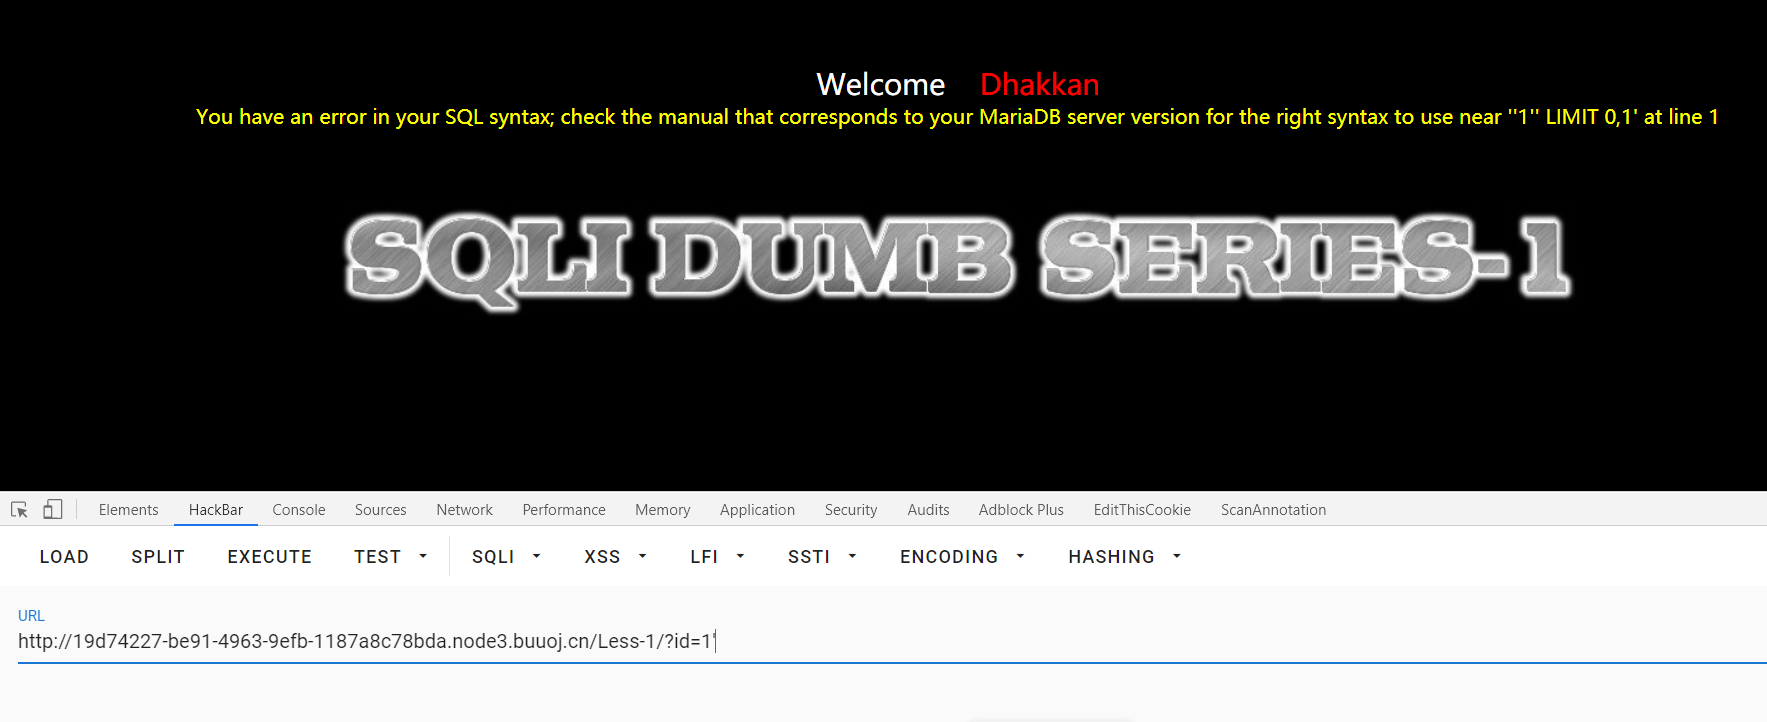 Welcome Dhakkan
You have an error in your SQL syntax; check the manual that corresponds to your MariaDB server version for the right syntax to use near ''1'' LIMIT 0,1' at line 1
SQLI DUMB SERIES-1
Elements HackBar Console Sources Network Performance Memory Application Security Audits Adblock Plus EditThisCookie ScanAnnotation
LOAD SPLIT EXECUTE TEST SQLI XSS LFI SSTI ENCODING HASHING
URL
http://19d74227-be91-4963-9efb-1187a8c78bda.node3.buuoj.cn/Less-1/?id=1'